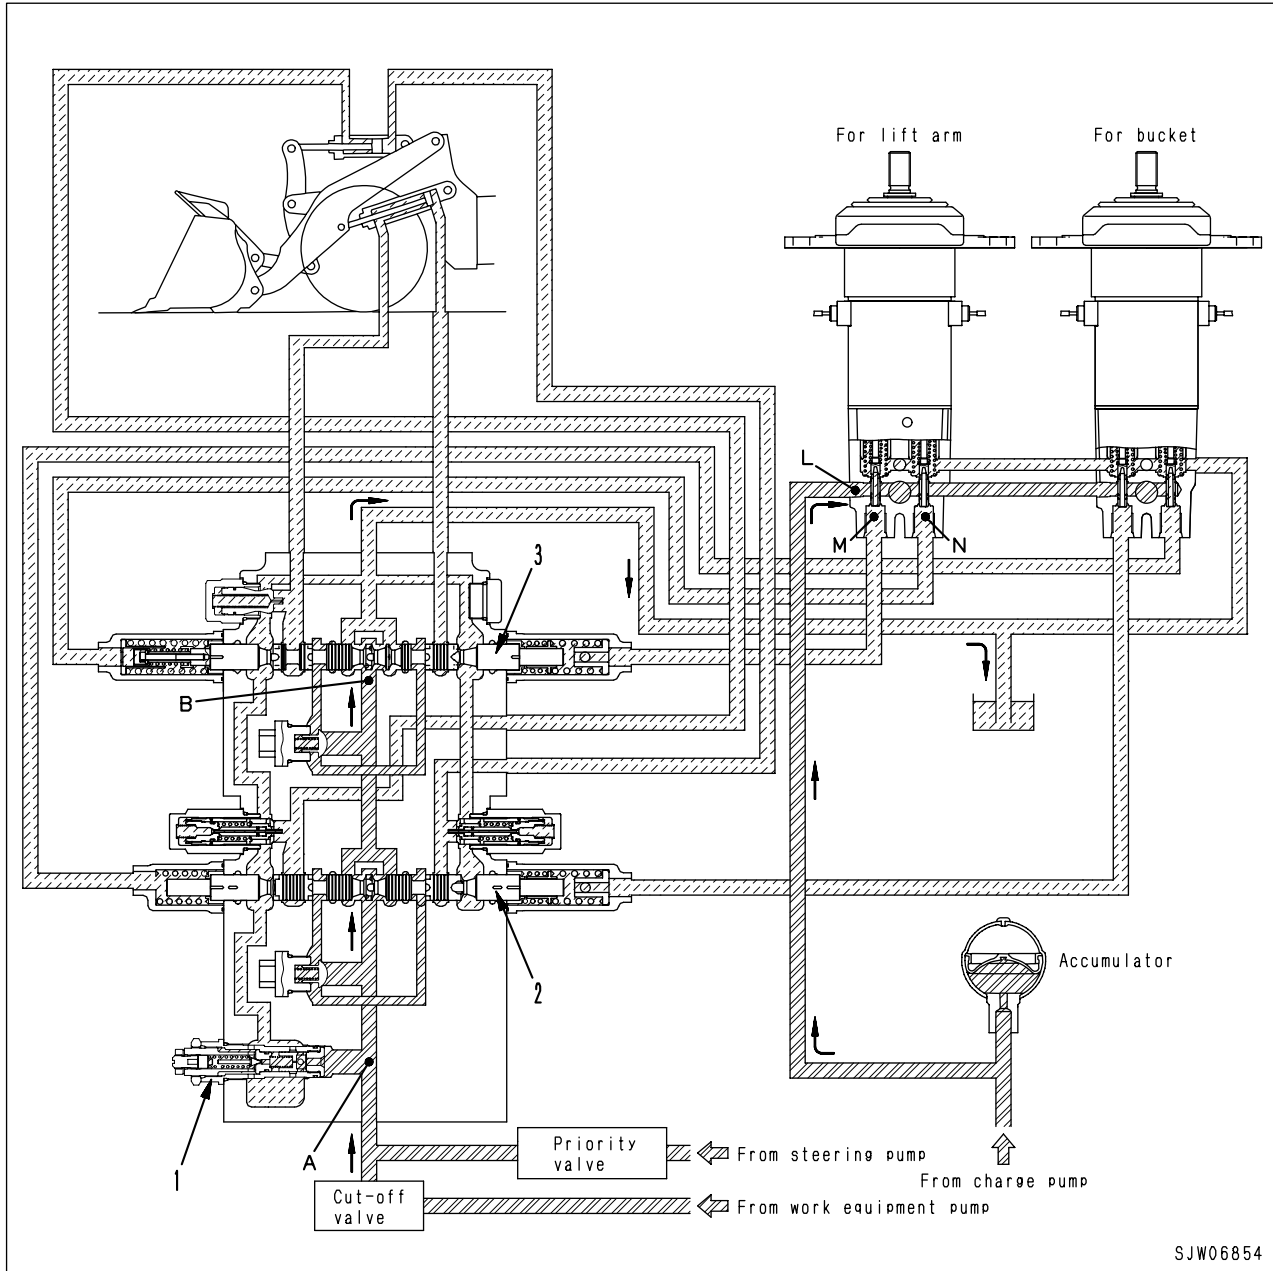 For lift arm
For bucket
L
M
N
3
B
2
Accumulator
1
A
Priority
valve
From steering pump
From charge pump
Cut-off
valve
From work equipment pump
SJW06854